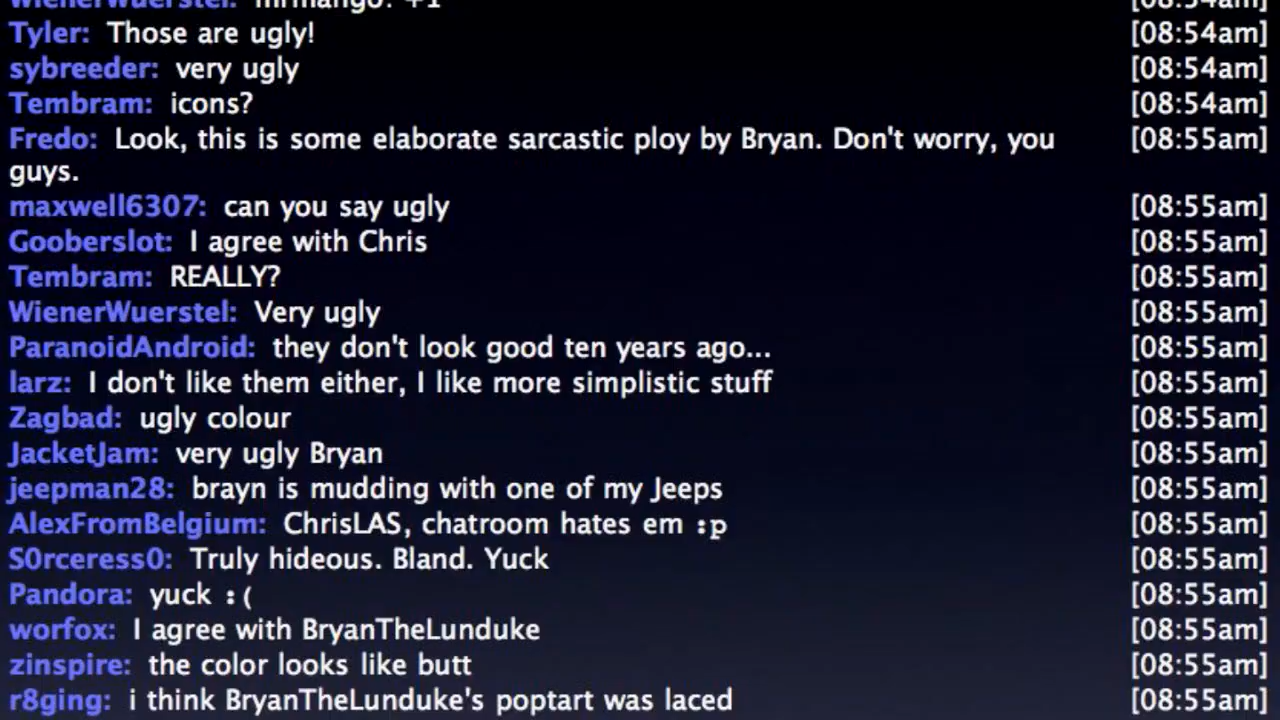 WienerWuerstel: mrmango: +1 [08:54am]
Tyler: Those are ugly! [08:54am]
sybreeder: very ugly [08:54am]
Tembram: icons? [08:54am]
Fredo: Look, this is some elaborate sarcastic ploy by Bryan. Don't worry, you [08:55am]
guys.
maxwell6307: can you say ugly [08:55am]
Gooberslot: I agree with Chris [08:55am]
Tembram: REALLY? [08:55am]
WienerWuerstel: Very ugly [08:55am]
ParanoidAndroid: they don't look good ten years ago... [08:55am]
larz: I don't like them either, I like more simplistic stuff [08:55am]
Zagbad: ugly colour [08:55am]
JacketJam: very ugly Bryan [08:55am]
jeepman28: brayn is mudding with one of my Jeeps [08:55am]
AlexFromBelgium: ChrisLAS, chatroom hates em :p [08:55am]
S0rceress0: Truly hideous. Bland. Yuck [08:55am]
Pandora: yuck :( [08:55am]
worfox: I agree with BryanTheLunduke [08:55am]
zinspire: the color looks like butt [08:55am]
r8ging: i think BryanTheLunduke's poptart was laced [08:55am]